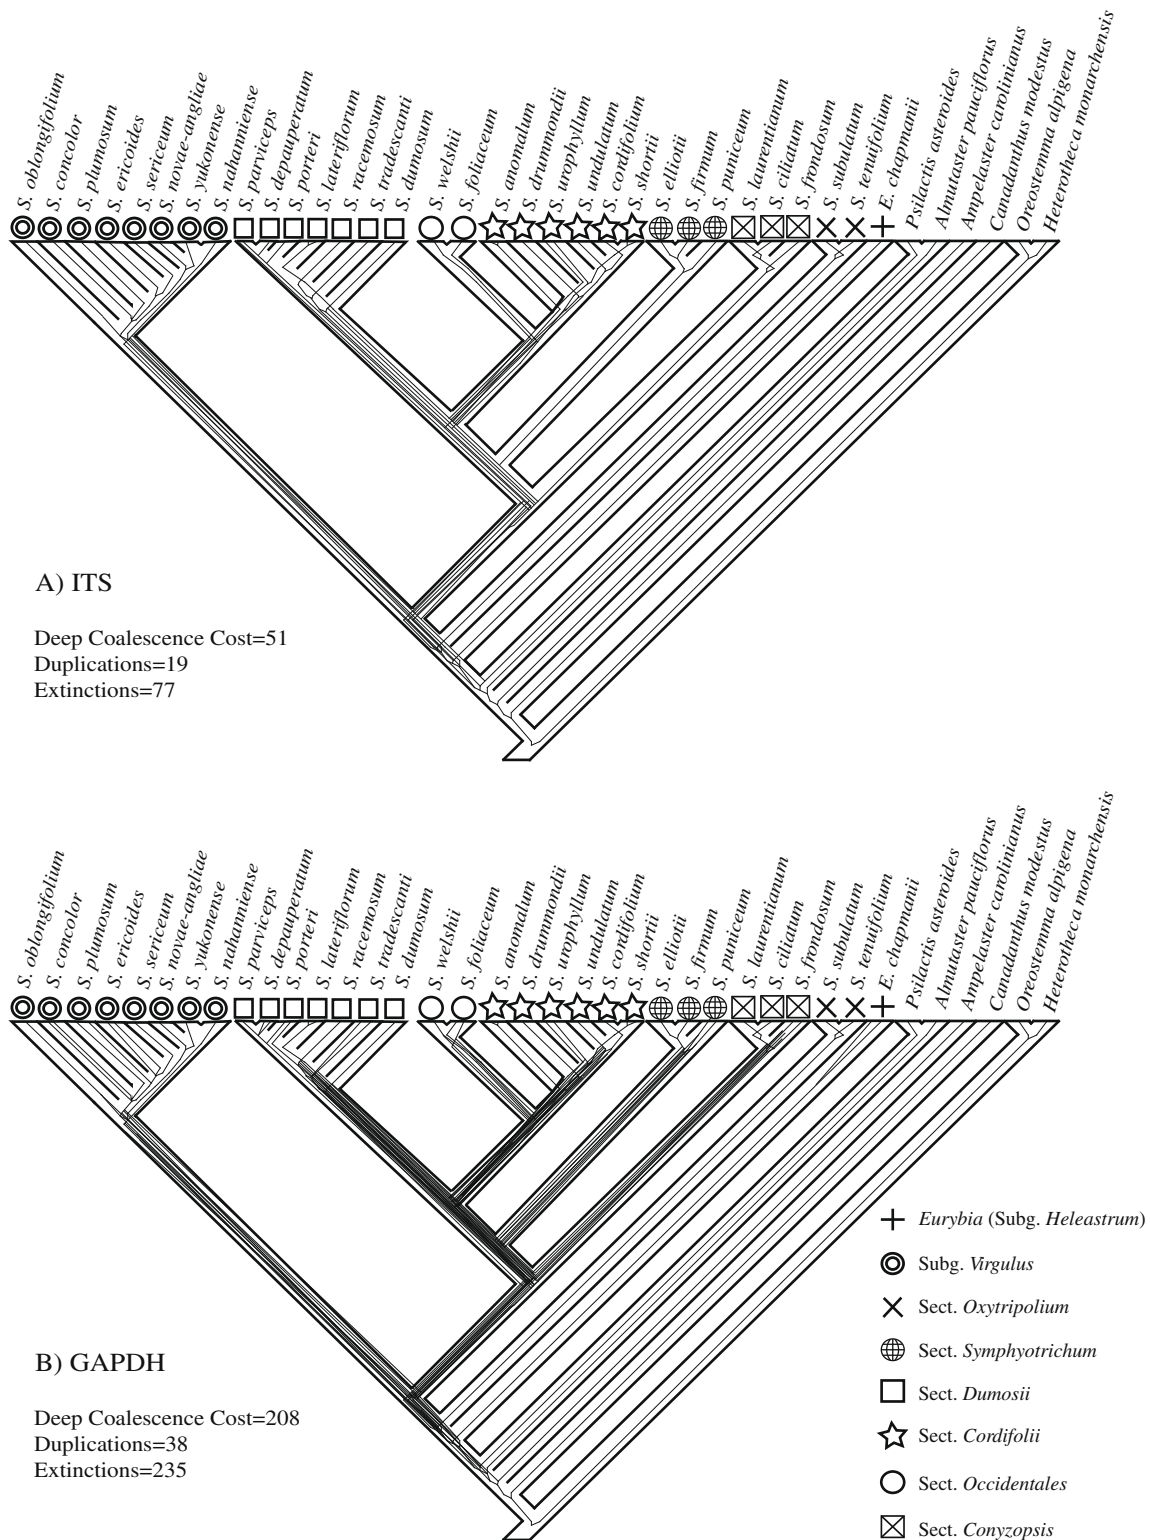 S. oblongifolium
S. concolor
S. plumosum
S. ericoides
S. sericeum
S. novae-angliae
S. yukonense
S. nahamiense
S. parviceps
S. depauperatum
S. porteri
S. lateriflorum
S. racemosum
S. tradescanti
S. dumosum
S. welshii
S. foliaceum
S. anomalum
S. drummondii
S. urophyllum
S. undulatum
S. cordifolium
S. shortii
S. elliotii
S. firmum
S. puniceum
S. laurentianum
S. ciliatum
S. frondosum
S. subulatum
S. tenuifolium
E. chapmanii
Psilactis asteroides
Almutaster pauciflorus
Ampelaster carolinianus
Canadanthus modestus
Oreostemma alpigena
Heterotheca monarchensis
A) ITS
Deep Coalescence Cost=51
Duplications=19
Extinctions=77
S. oblongifolium
S. concolor
S. plumosum
S. ericoides
S. sericeum
S. novae-angliae
S. yukonense
S. nahanniense
S. parviceps
S. depauperatum
S. porteri
S. lateriflorum
S. racemosum
S. tradescanti
S. dumosum
S. welshii
S. foliaceum
S. anomalum
S. drummondii
S. urophyllum
S. undulatum
S. cordifolium
S. shortii
S. elliotii
S. firmum
S. puniceum
S. laurentianum
S. ciliatum
S. frondosum
S. subulatum
S. tenuifolium
E. chapmanii
Psilactis asteroides
Almutaster pauciflorus
Ampelaster carolinianus
Canadanthus modestus
Oreostemma alpigena
Heterotheca monarchensis
B) GAPDH
Deep Coalescence Cost=208
Duplications=38
Extinctions=235
Eurybia (Subg. Heleastrum)
Subg. Virgulus
Sect. Oxytripolium
Sect. Symphyotrichum
Sect. Dumosii
Sect. Cordifolii
Sect. Occidentales
Sect. Conyzopsis